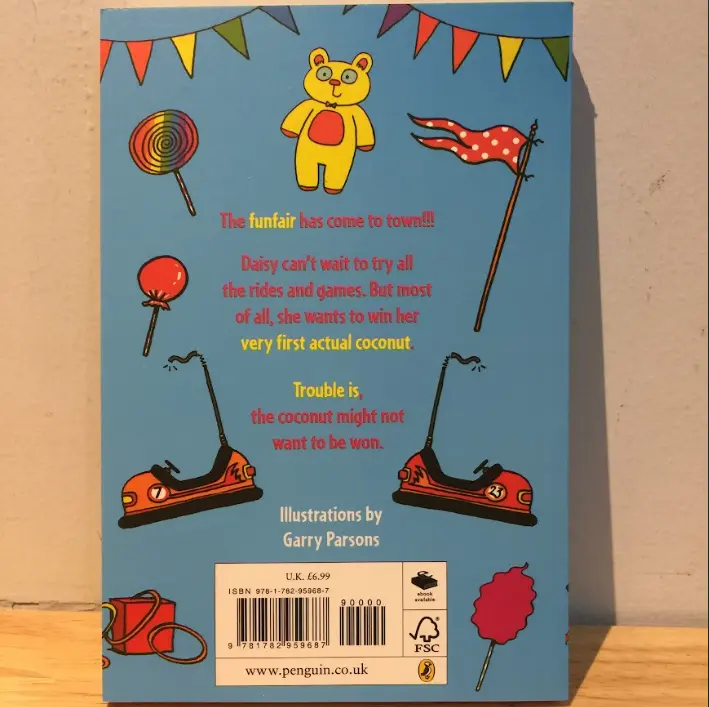 The funfair has come to town!!!
Daisy can't wait to try all
the rides and games. But most
of all, she wants to win her
very first actual coconut.
Trouble is,
the coconut might not
want to be won.
7
23
Illustrations by
Garry Parsons
U.K. £6.99
ISBN 978-1-782-95968-7
90000
9 781782 959687
ebook
available
FSC
www.penguin.co.uk